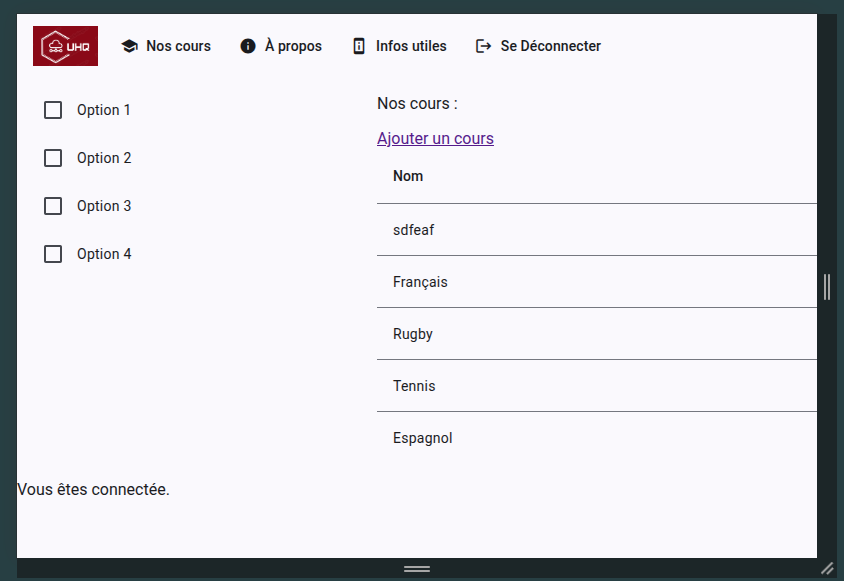 UHQ
Nos cours
À propos
Infos utiles
Se Déconnecter
Option 1
Option 2
Option 3
Option 4
Nos cours :
Ajouter un cours
Nom
sdfeaf
Français
Rugby
Tennis
Espagnol
Vous êtes connectée.